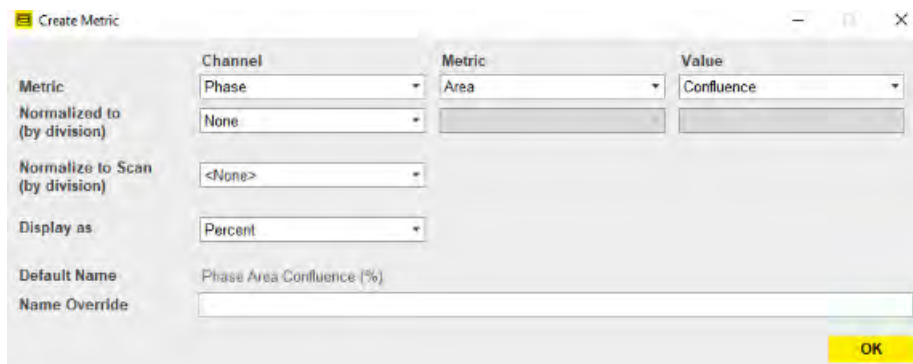 Create Metric
Channel Metric Value
Metric Phase Area Confluence
Normalized to
(by division) None
Normalize to Scan
(by division) <None>
Display as Percent
Default Name Phase Area Confluence (%)
Name Override
OK